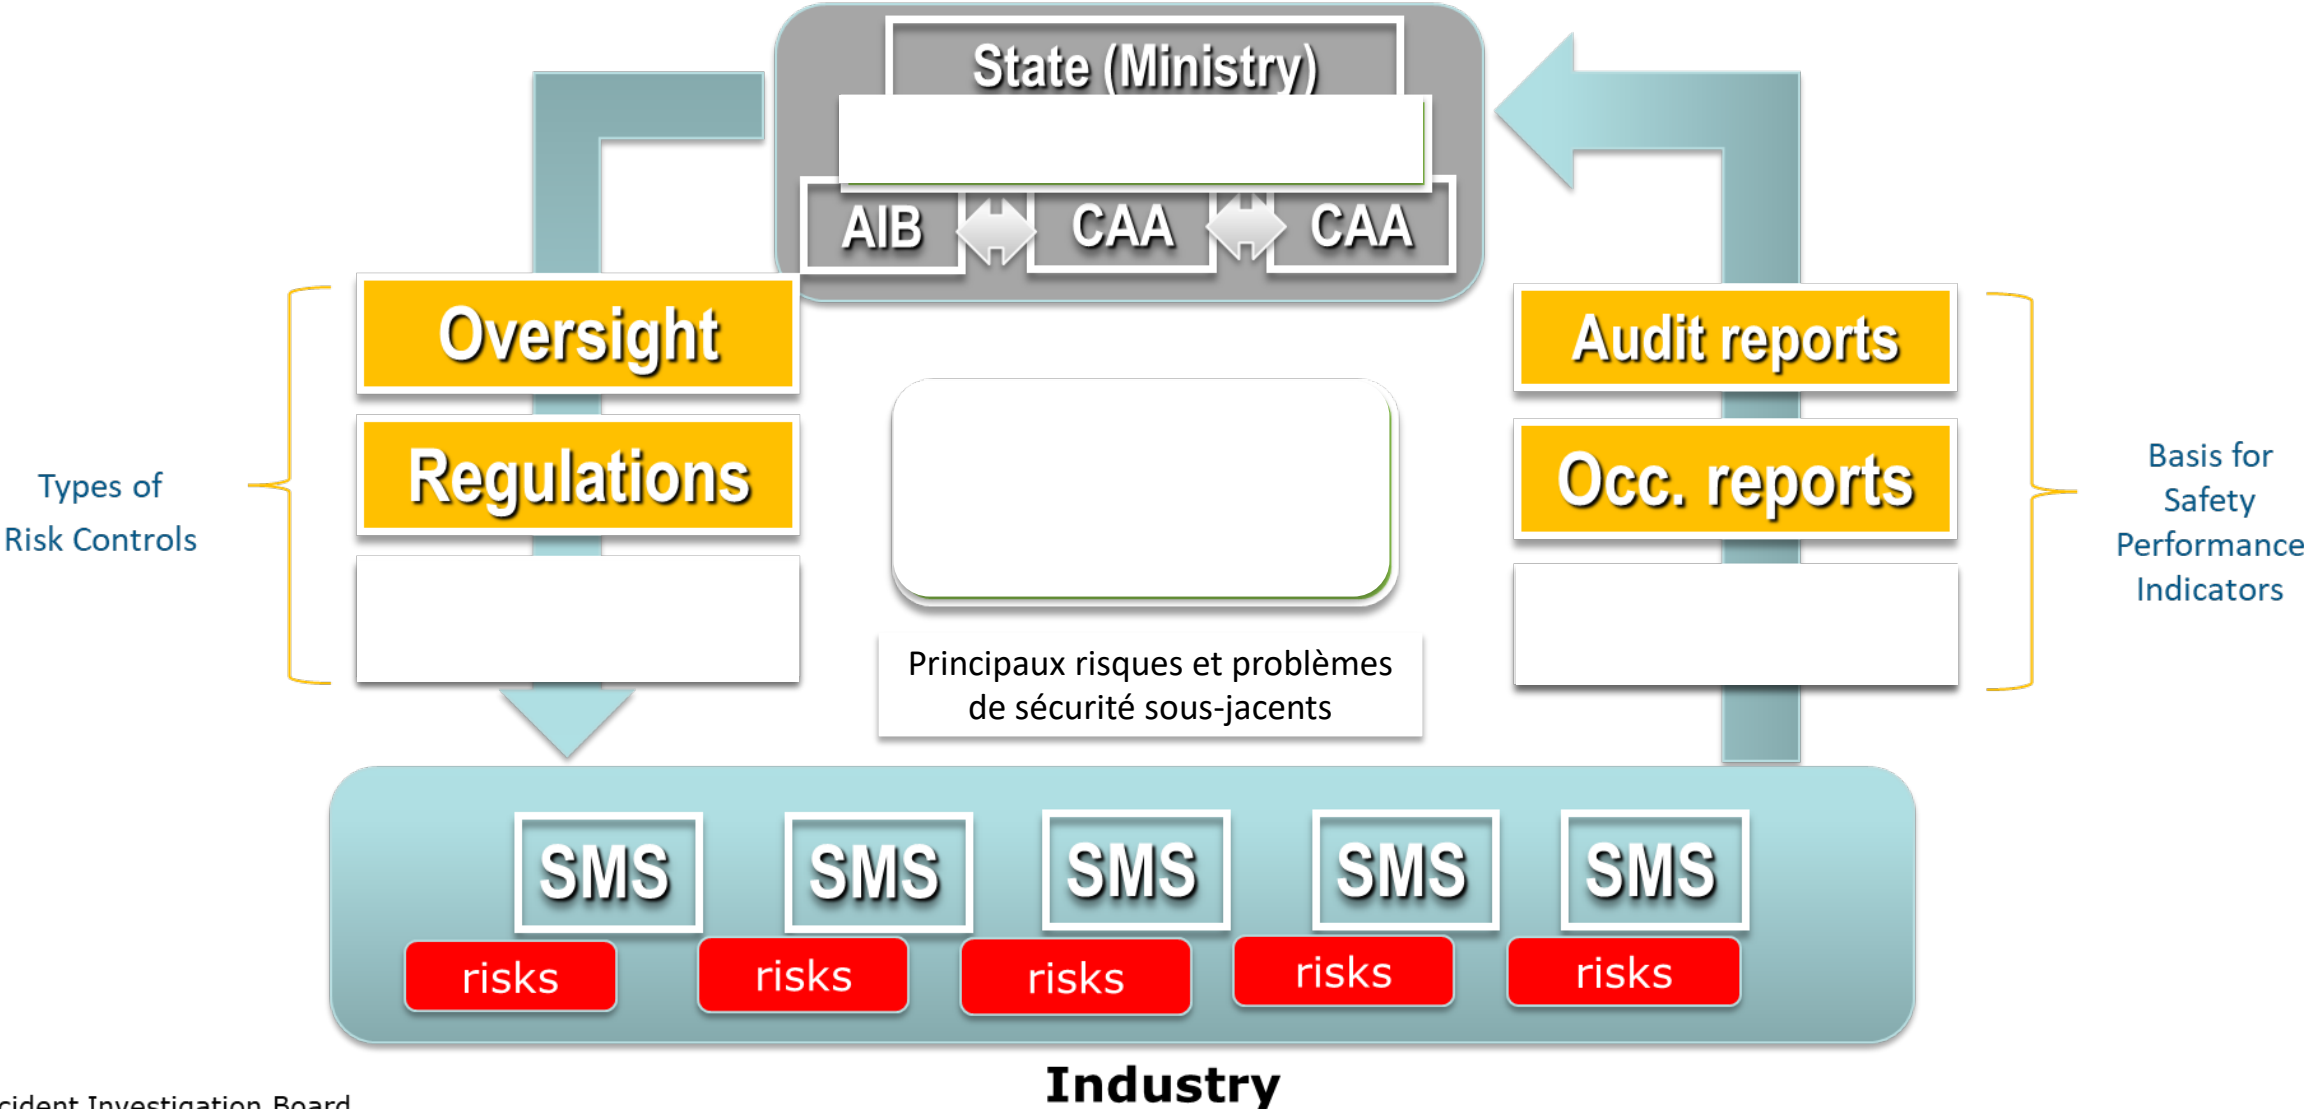 State (Ministry)
AIB
CAA
CAA
Oversight
Regulations
Types of
Risk Controls
Audit reports
Occ. reports
Basis for
Safety
Performance
Indicators
Principaux risques et problèmes
de sécurité sous-jacents
SMS
SMS
SMS
SMS
SMS
risks
risks
risks
risks
risks
Industry
Investigation Board